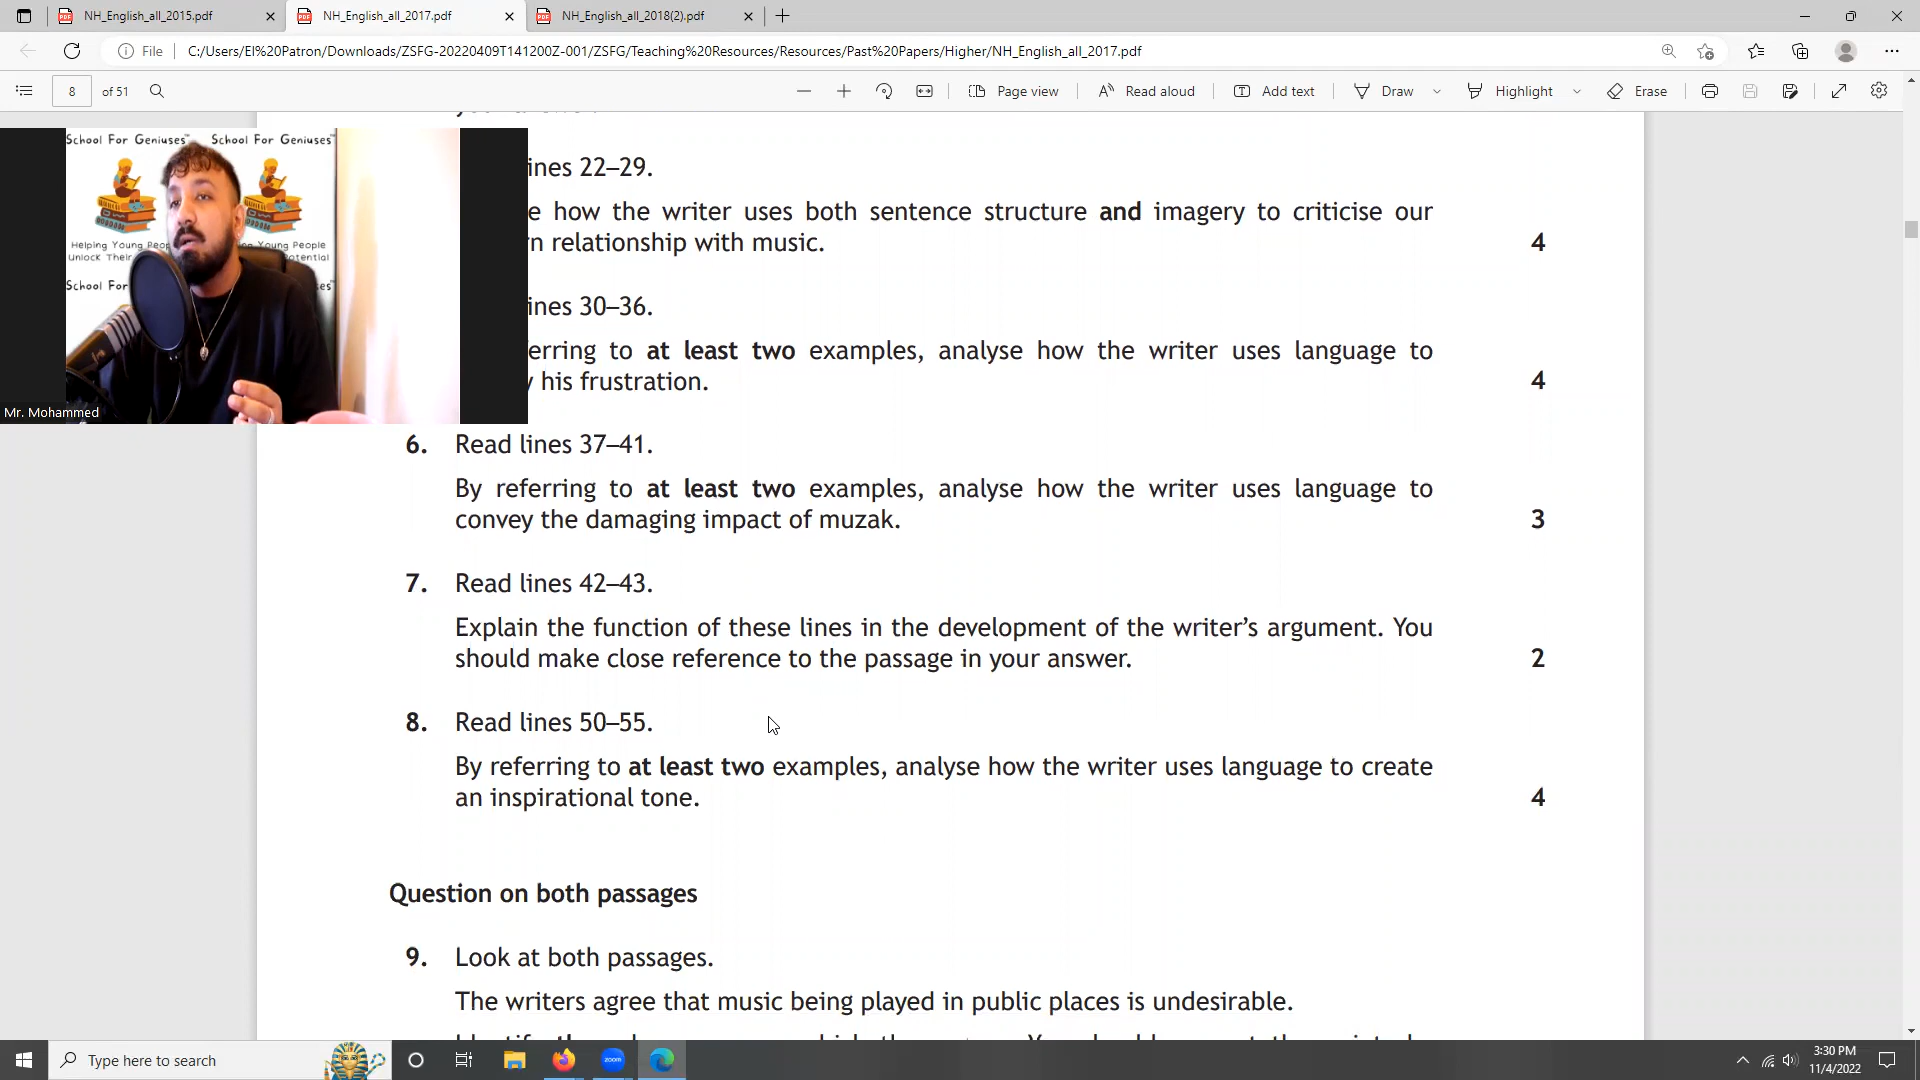 NH_English_all_2015.pdf
NH_English_all_2017.pdf
NH_English_all_2018(2).pdf
File
C:/Users/El%20Patron/Downloads/ZSFG-20220409T141200Z-001/ZSFG/Teaching%20Resources/Resources/Past%20Papers/Higher/NH_English_all_2017.pdf
8 of 51
Page view
Read aloud
Add text
Draw
Highlight
Erase
School For Geniuses™ School For Geniuses™
Helping Young People
Unlock Their
ng Young People
Potential
School For
ses™
Mr. Mohammed
ines 22–29.
e how the writer uses both sentence structure and imagery to criticise our
rn relationship with music. 4
ines 30–36.
erring to at least two examples, analyse how the writer uses language to
y his frustration. 4
6. Read lines 37–41.
By referring to at least two examples, analyse how the writer uses language to
convey the damaging impact of muzak. 3
7. Read lines 42–43.
Explain the function of these lines in the development of the writer's argument. You
should make close reference to the passage in your answer. 2
8. Read lines 50–55.
By referring to at least two examples, analyse how the writer uses language to create
an inspirational tone. 4
Question on both passages
9. Look at both passages.
The writers agree that music being played in public places is undesirable.
Type here to search
zoom
3:30 PM
11/4/2022